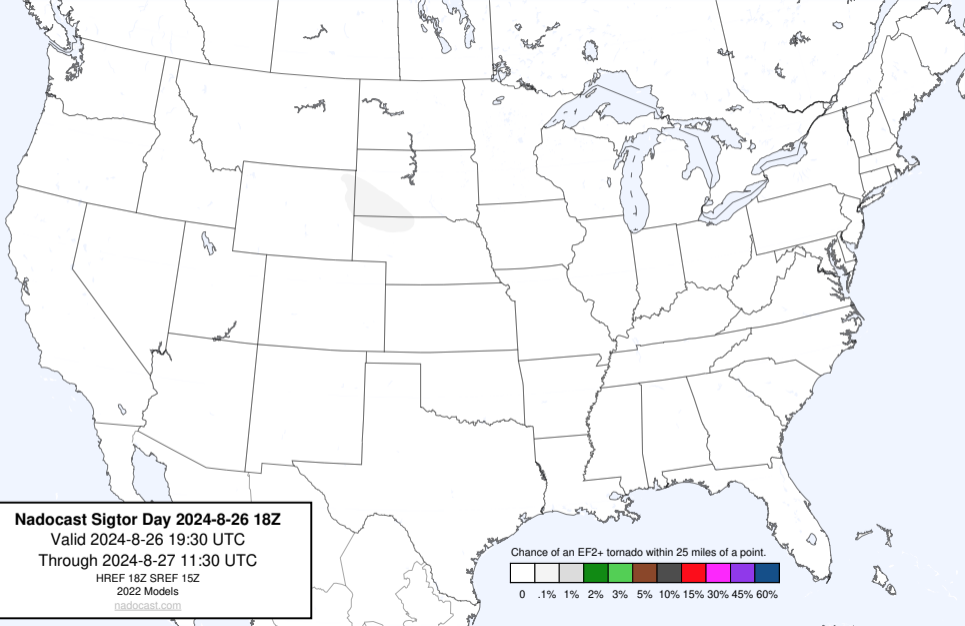 Nadocast Sigtor Day 2024-8-26 18Z
Valid 2024-8-26 19:30 UTC
Through 2024-8-27 11:30 UTC
HREF 18Z SREF 15Z
2022 Models
nadocast.com
Chance of an EF2+ tornado within 25 miles of a point.
0 .1% 1% 2% 3% 5% 10% 15% 30% 45% 60%